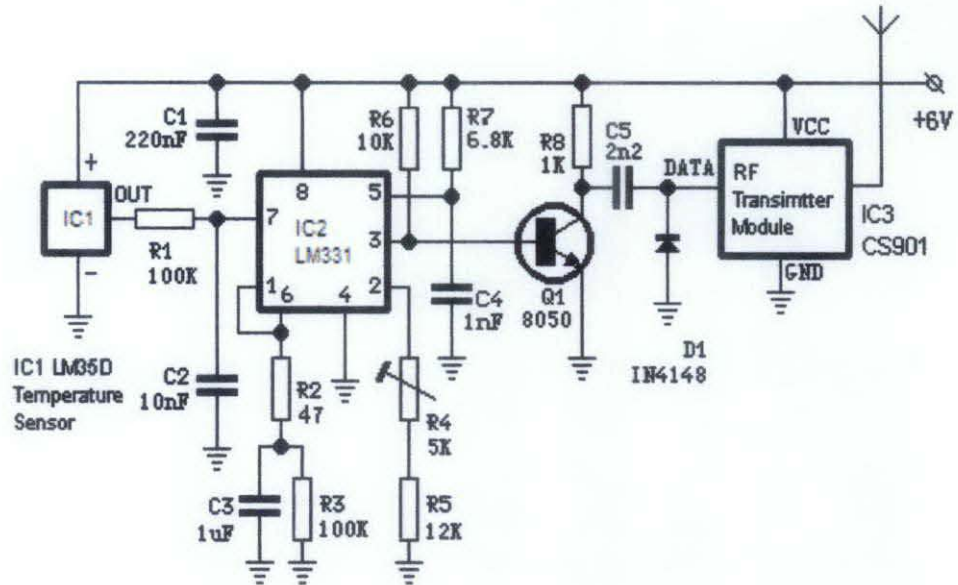 C1
220nF
R6
10K
R7
6.8K
R8
1K
C5
2n2
DATA
VCC
+6V
RF
Transimtter
Module
IC3
CS901
GND
+
OUT
IC1
-
R1
100K
8
7
IC2
LM331
5
3
1
6
4
2
C4
1nF
Q1
8050
D1
IN4148
IC1 LM35D
Temperature
Sensor
C2
10nF
R2
47
R4
5K
C3
1uF
R3
100K
R5
12K